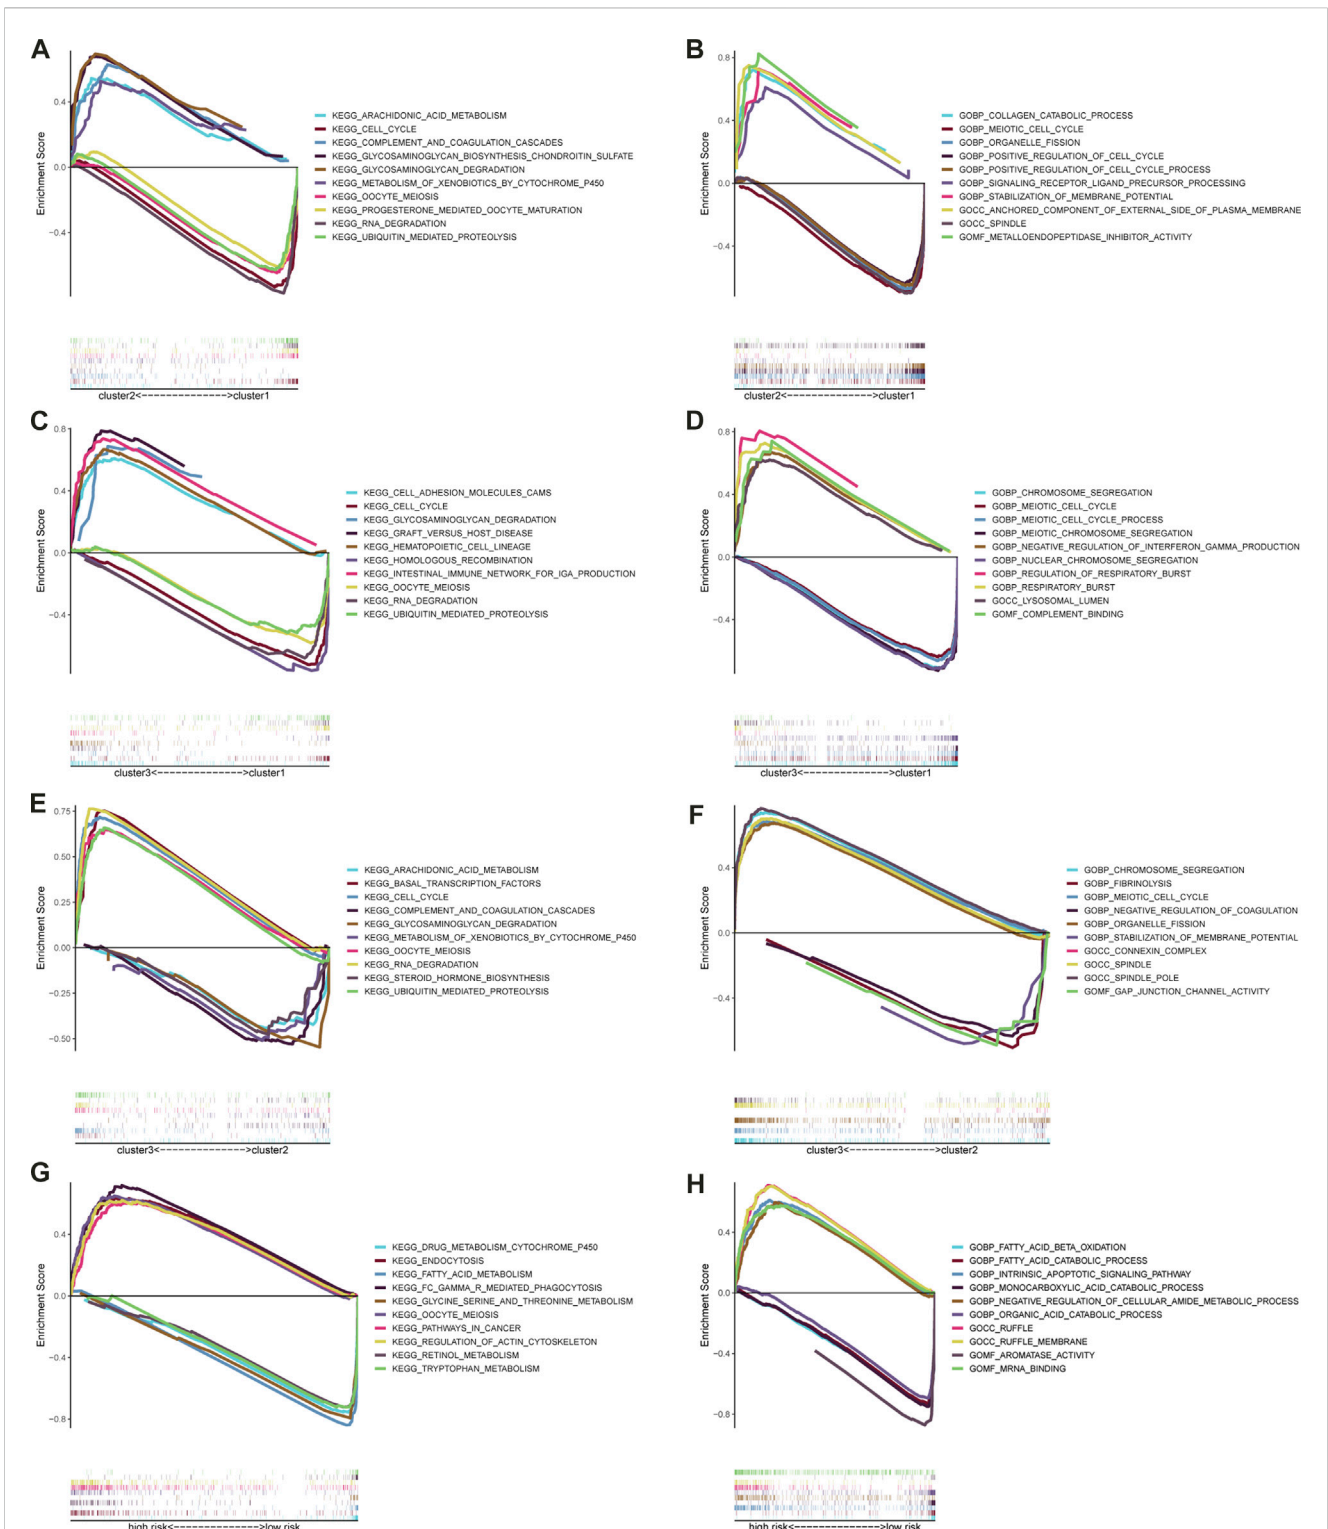 A
Enrichment Score
0.4
0.0
−0.4
KEGG_ARACHIDONIC_ACID_METABOLISM
KEGG_CELL_CYCLE
KEGG_COMPLEMENT_AND_COAGULATION_CASCADES
KEGG_GLYCOSAMINOGLYCAN_BIOSYNTHESIS_CHONDROITIN_SULFATE
KEGG_GLYCOSAMINOGLYCAN_DEGRADATION
KEGG_METABOLISM_OF_XENOBIOTICS_BY_CYTOCHROME_P450
KEGG_OOCYTE_MEIOSIS
KEGG_PROGESTERONE_MEDIATED_OOCYTE_MATURATION
KEGG_RNA_DEGRADATION
KEGG_UBIQUITIN_MEDIATED_PROTEOLYSIS
cluster2<--------------->cluster1
B
Enrichment Score
0.8
0.4
0.0
−0.4
GOBP_COLLAGEN_CATABOLIC_PROCESS
GOBP_MEIOTIC_CELL_CYCLE
GOBP_ORGANELLE_FISSION
GOBP_POSITIVE_REGULATION_OF_CELL_CYCLE
GOBP_POSITIVE_REGULATION_OF_CELL_CYCLE_PROCESS
GOBP_SIGNALING_RECEPTOR_LIGAND_PRECURSOR_PROCESSING
GOBP_STABILIZATION_OF_MEMBRANE_POTENTIAL
GOCC_ANCHORED_COMPONENT_OF_EXTERNAL_SIDE_OF_PLASMA_MEMBRANE
GOCC_SPINDLE
GOMF_METALLOENDOPEPTIDASE_INHIBITOR_ACTIVITY
cluster2<--------------->cluster1
C
Enrichment Score
0.8
0.4
0.0
−0.4
KEGG_CELL_ADHESION_MOLECULES_CAMS
KEGG_CELL_CYCLE
KEGG_GLYCOSAMINOGLYCAN_DEGRADATION
KEGG_GRAFT_VERSUS_HOST_DISEASE
KEGG_HEMATOPOIETIC_CELL_LINEAGE
KEGG_HOMOLOGOUS_RECOMBINATION
KEGG_INTESTINAL_IMMUNE_NETWORK_FOR_IGA_PRODUCTION
KEGG_OOCYTE_MEIOSIS
KEGG_RNA_DEGRADATION
KEGG_UBIQUITIN_MEDIATED_PROTEOLYSIS
cluster3<--------------->cluster1
D
Enrichment Score
0.8
0.4
0.0
−0.4
GOBP_CHROMOSOME_SEGREGATION
GOBP_MEIOTIC_CELL_CYCLE
GOBP_MEIOTIC_CELL_CYCLE_PROCESS
GOBP_MEIOTIC_CHROMOSOME_SEGREGATION
GOBP_NEGATIVE_REGULATION_OF_INTERFERON_GAMMA_PRODUCTION
GOBP_NUCLEAR_CHROMOSOME_SEGREGATION
GOBP_REGULATION_OF_RESPIRATORY_BURST
GOBP_RESPIRATORY_BURST
GOCC_LYSOSOMAL_LUMEN
GOMF_COMPLEMENT_BINDING
cluster3<--------------->cluster1
E
Enrichment Score
0.75
0.50
0.25
0.00
−0.25
−0.50
KEGG_ARACHIDONIC_ACID_METABOLISM
KEGG_BASAL_TRANSCRIPTION_FACTORS
KEGG_CELL_CYCLE
KEGG_COMPLEMENT_AND_COAGULATION_CASCADES
KEGG_GLYCOSAMINOGLYCAN_DEGRADATION
KEGG_METABOLISM_OF_XENOBIOTICS_BY_CYTOCHROME_P450
KEGG_OOCYTE_MEIOSIS
KEGG_RNA_DEGRADATION
KEGG_STEROID_HORMONE_BIOSYNTHESIS
KEGG_UBIQUITIN_MEDIATED_PROTEOLYSIS
cluster3<--------------->cluster2
F
Enrichment Score
0.4
0.0
−0.4
GOBP_CHROMOSOME_SEGREGATION
GOBP_FIBRINOLYSIS
GOBP_MEIOTIC_CELL_CYCLE
GOBP_NEGATIVE_REGULATION_OF_COAGULATION
GOBP_ORGANELLE_FISSION
GOBP_STABILIZATION_OF_MEMBRANE_POTENTIAL
GOCC_CONNEXIN_COMPLEX
GOCC_SPINDLE
GOCC_SPINDLE_POLE
GOMF_GAP_JUNCTION_CHANNEL_ACTIVITY
cluster3<--------------->cluster2
G
Enrichment Score
0.4
0.0
−0.4
−0.8
KEGG_DRUG_METABOLISM_CYTOCHROME_P450
KEGG_ENDOCYTOSIS
KEGG_FATTY_ACID_METABOLISM
KEGG_FC_GAMMA_R_MEDIATED_PHAGOCYTOSIS
KEGG_GLYCINE_SERINE_AND_THREONINE_METABOLISM
KEGG_OOCYTE_MEIOSIS
KEGG_PATHWAYS_IN_CANCER
KEGG_REGULATION_OF_ACTIN_CYTOSKELETON
KEGG_RETINOL_METABOLISM
KEGG_TRYPTOPHAN_METABOLISM
high risk<--------------->low risk
H
Enrichment Score
0.4
0.0
−0.4
−0.8
GOBP_FATTY_ACID_BETA_OXIDATION
GOBP_FATTY_ACID_CATABOLIC_PROCESS
GOBP_INTRINSIC_APOPTOTIC_SIGNALING_PATHWAY
GOBP_MONOCARBOXYLIC_ACID_CATABOLIC_PROCESS
GOBP_NEGATIVE_REGULATION_OF_CELLULAR_AMIDE_METABOLIC_PROCESS
GOBP_ORGANIC_ACID_CATABOLIC_PROCESS
GOCC_RUFFLE
GOCC_RUFFLE_MEMBRANE
GOMF_AROMATASE_ACTIVITY
GOMF_MRNA_BINDING
high risk<--------------->low risk